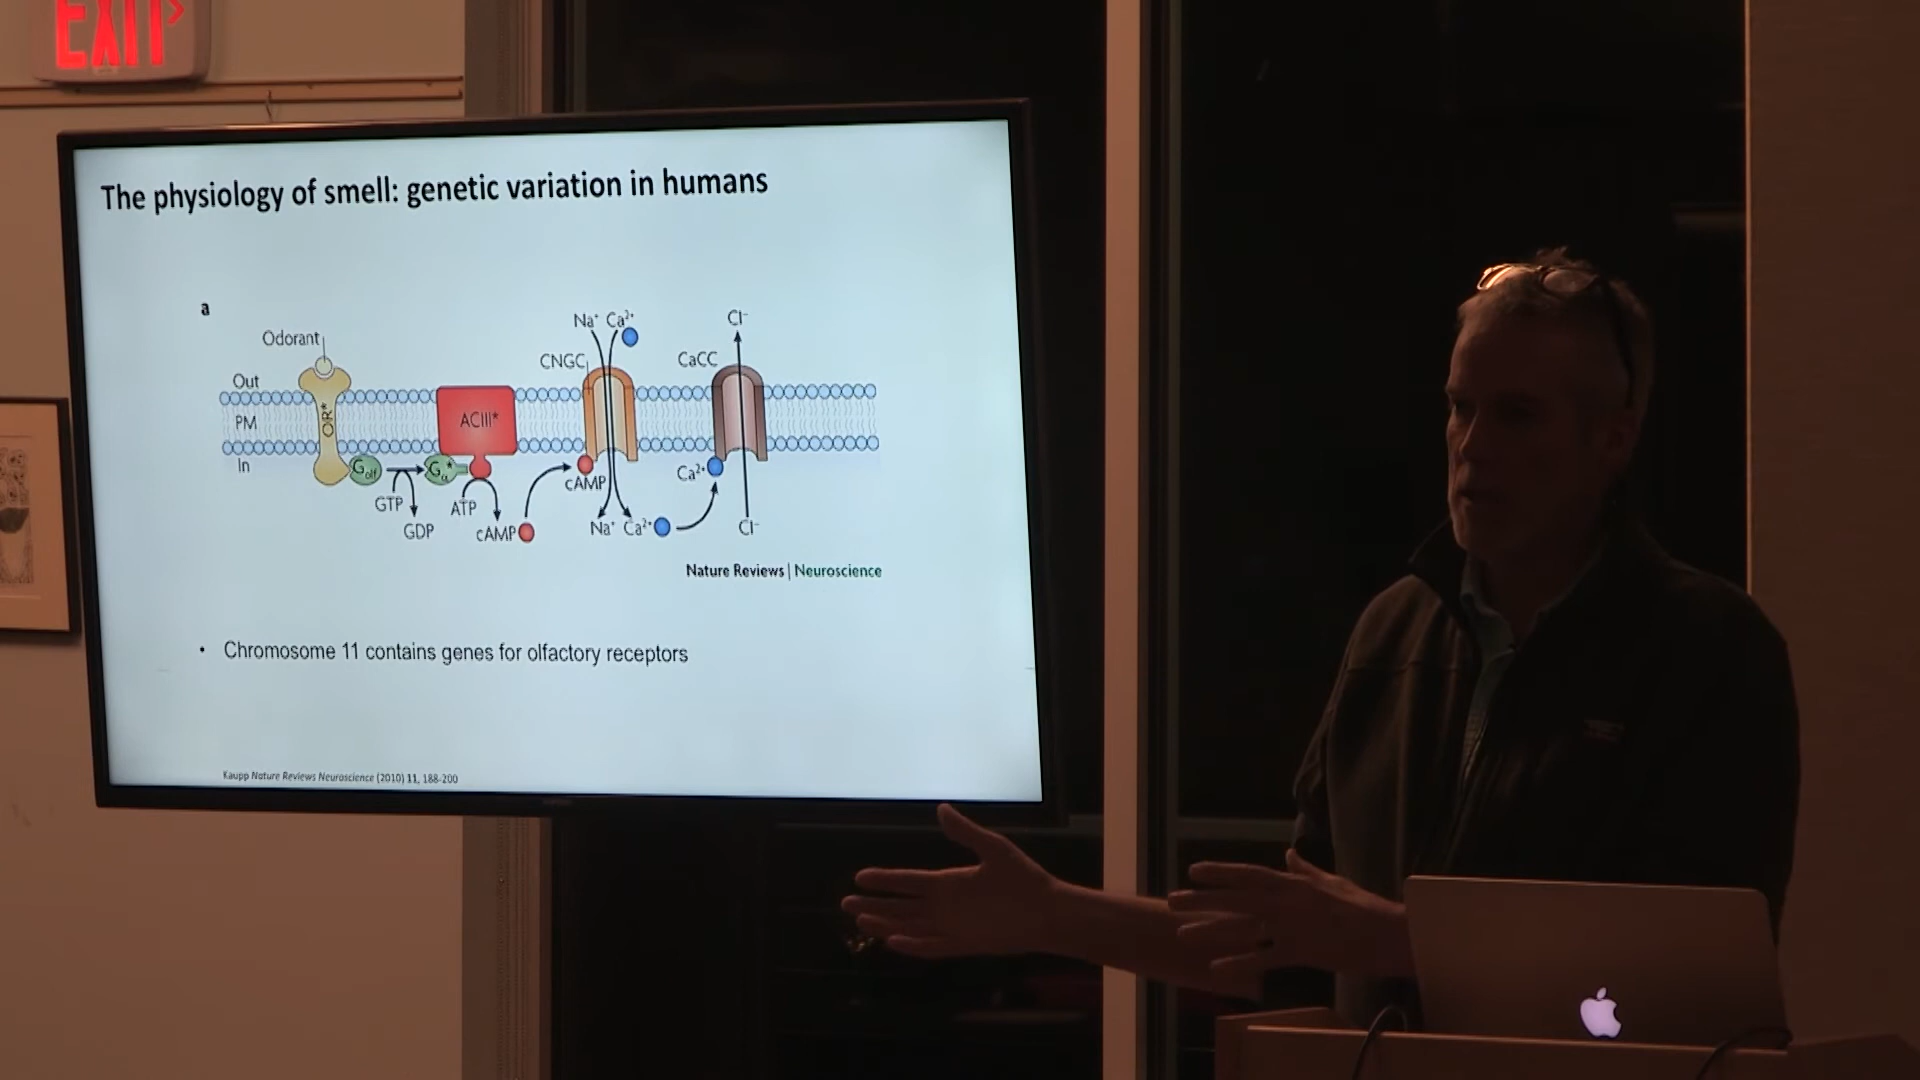 EXIT
The physiology of smell: genetic variation in humans
a
Odorant
Na⁺ Ca²⁺
Cl⁻
CNGC
CaCC
Out
PM
In
OR*
ACIII*
Golf
Gα*
cAMP
Ca²⁺
GTP
ATP
GDP
cAMP
Na⁺ Ca²⁺
Cl⁻
Nature Reviews | Neuroscience
• Chromosome 11 contains genes for olfactory receptors
Kaupp Nature Reviews Neuroscience (2010) 11, 188-200